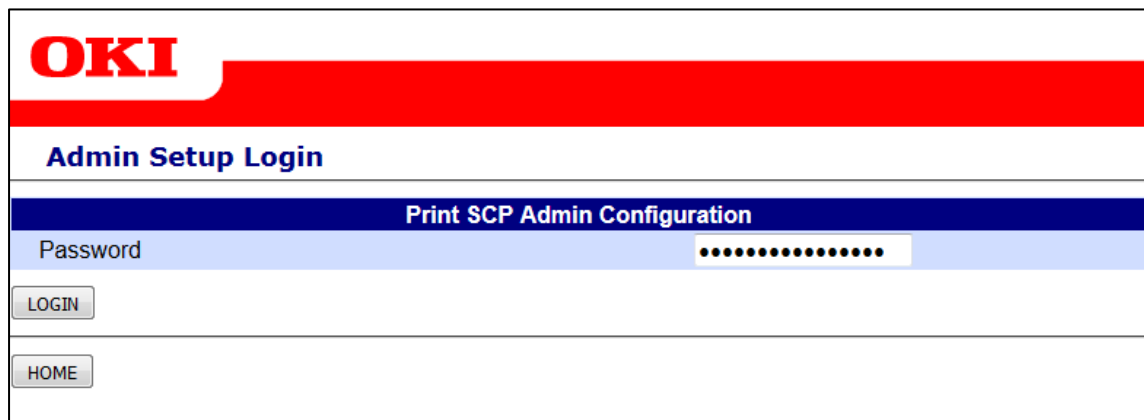 OKI
Admin Setup Login
Print SCP Admin Configuration
Password ••••••••••••••••
LOGIN
HOME